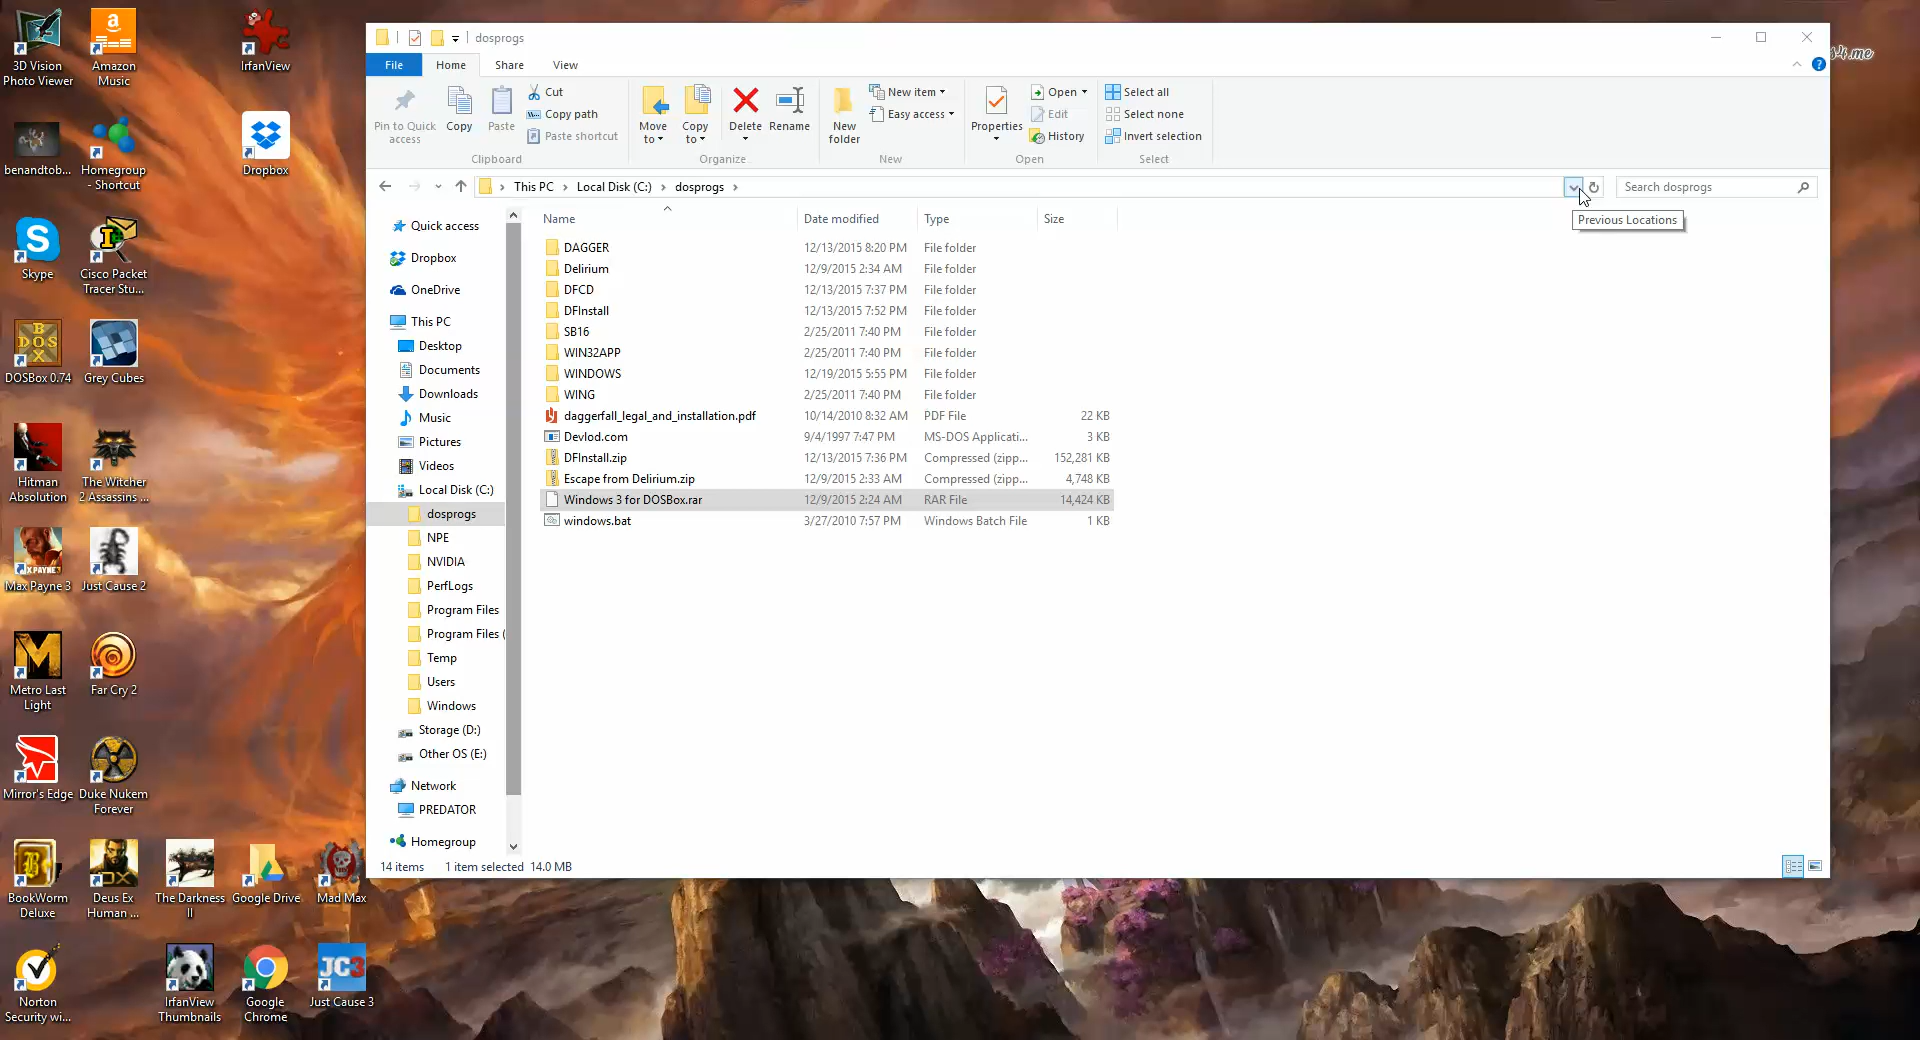 3D Vision
Photo Viewer
Amazon
Music
IrfanView
benandtob...
Homegroup
- Shortcut
Dropbox
Skype
Cisco Packet
Tracer Stu...
DOSBox 0.74
Grey Cubes
Hitman
Absolution
The Witcher
2 Assassins ...
Max Payne 3
Just Cause 2
Metro Last
Light
Far Cry 2
Mirror's Edge
Duke Nukem
Forever
BookWorm
Deluxe
Deus Ex
Human ...
The Darkness
II
Google Drive
Mad Max
Norton
Security wi...
IrfanView
Thumbnails
Google
Chrome
JC3
Just Cause 3
dosprogs
File
Home
Share
View
Pin to Quick
access
Copy
Paste
Cut
Copy path
Paste shortcut
Clipboard
Move
to
Copy
to
Delete
Rename
Organize
New
folder
New item
Easy access
New
Properties
Open
Edit
History
Open
Select all
Select none
Invert selection
Select
This PC > Local Disk (C:) > dosprogs >
Search dosprogs
Previous Locations
Quick access
Dropbox
OneDrive
This PC
Desktop
Documents
Downloads
Music
Pictures
Videos
Local Disk (C:)
dosprogs
NPE
NVIDIA
PerfLogs
Program Files
Program Files (
Temp
Users
Windows
Storage (D:)
Other OS (E:)
Network
PREDATOR
Homegroup
Name Date modified Type Size
DAGGER 12/13/2015 8:20 PM File folder
Delirium 12/9/2015 2:34 AM File folder
DFCD 12/13/2015 7:37 PM File folder
DFInstall 12/13/2015 7:52 PM File folder
SB16 2/25/2011 7:40 PM File folder
WIN32APP 2/25/2011 7:40 PM File folder
WINDOWS 12/19/2015 5:55 PM File folder
WING 2/25/2011 7:40 PM File folder
daggerfall_legal_and_installation.pdf 10/14/2010 8:32 AM PDF File 22 KB
Devlod.com 9/4/1997 7:47 PM MS-DOS Applicati... 3 KB
DFInstall.zip 12/13/2015 7:36 PM Compressed (zipp... 152,281 KB
Escape from Delirium.zip 12/9/2015 2:33 AM Compressed (zipp... 4,748 KB
Windows 3 for DOSBox.rar 12/9/2015 2:24 AM RAR File 14,424 KB
windows.bat 3/27/2010 7:57 PM Windows Batch File 1 KB
14 items 1 item selected 14.0 MB